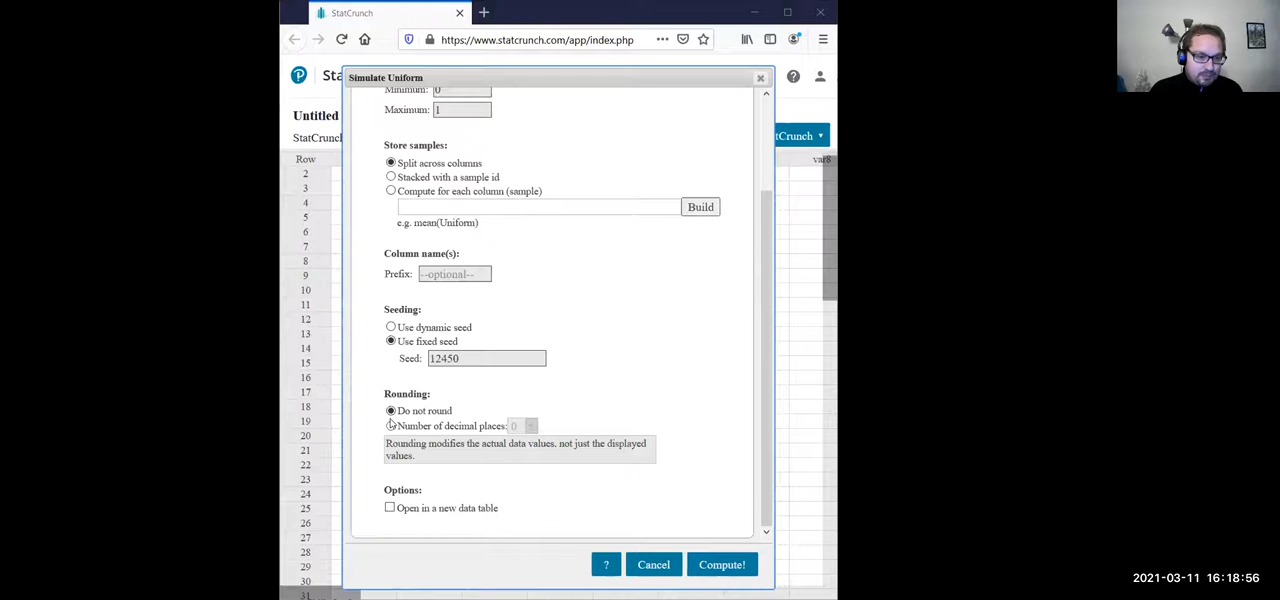 StatCrunch
https://www.statcrunch.com/app/index.php
Sta
Simulate Uniform
Minimum: 0
Maximum: 1
Untitled
StatCrunch
tCrunch
Row
var8
2
3
4
5
6
7
8
9
10
11
12
13
14
15
16
17
18
19
20
21
22
23
24
25
26
27
28
29
30
31
Store samples:
Split across columns
Stacked with a sample id
Compute for each column (sample)
Build
e.g. mean(Uniform)
Column name(s):
Prefix: --optional--
Seeding:
Use dynamic seed
Use fixed seed
Seed: 12450
Rounding:
Do not round
Number of decimal places: 0
Rounding modifies the actual data values, not just the displayed
values.
Options:
Open in a new data table
? Cancel Compute!
2021-03-11 16:18:56